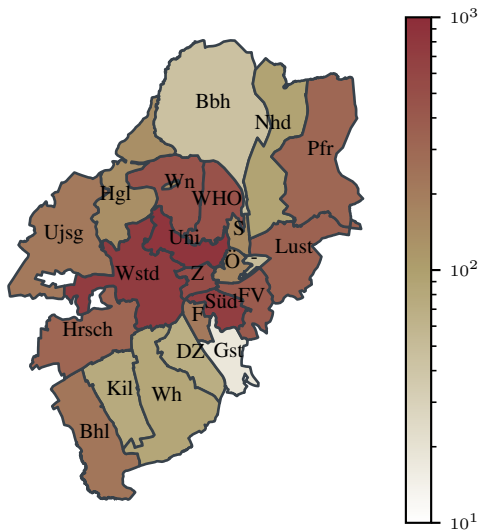 10³
Bbh
Nhd
Pfr
Wn
Hgl
WHO
S
Ujsg
Uni
Lust
Ö
Wstd
Z
10²
FV
Süd
F
Hrsch
DZ
Gst
Kil
Wh
Bhl
10¹